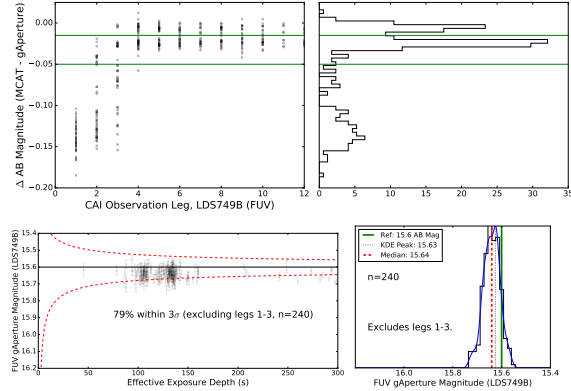 0.00
−0.05
−0.10
−0.15
−0.20
Δ AB Magnitude (MCAT - gAperture)
0 2 4 6 8 10 12
CAI Observation Leg, LDS749B (FUV)
0 5 10 15 20 25 30 35
15.4
15.5
15.6
15.7
15.8
15.9
16.0
16.1
16.2
FUV gAperture Magnitude (LDS749B)
79% within 3σ (excluding legs 1-3, n=240)
50 100 150 200 250 300
Effective Exposure Depth (s)
Ref: 15.6 AB Mag
KDE Peak: 15.63
Median: 15.64
n=240
Excludes legs 1-3.
16.0 15.8 15.6 15.4
FUV gAperture Magnitude (LDS749B)